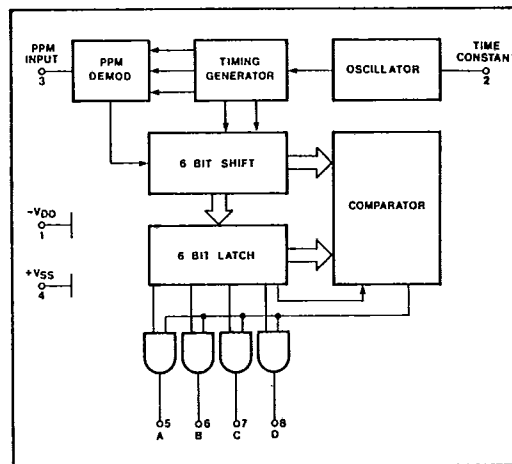 PPM INPUT
3
PPM DEMOD
TIMING GENERATOR
OSCILLATOR
TIME CONSTANT
2
6 BIT SHIFT
COMPARATOR
-VDD
1
6 BIT LATCH
+VSS
4
5
A
6
B
7
C
8
D